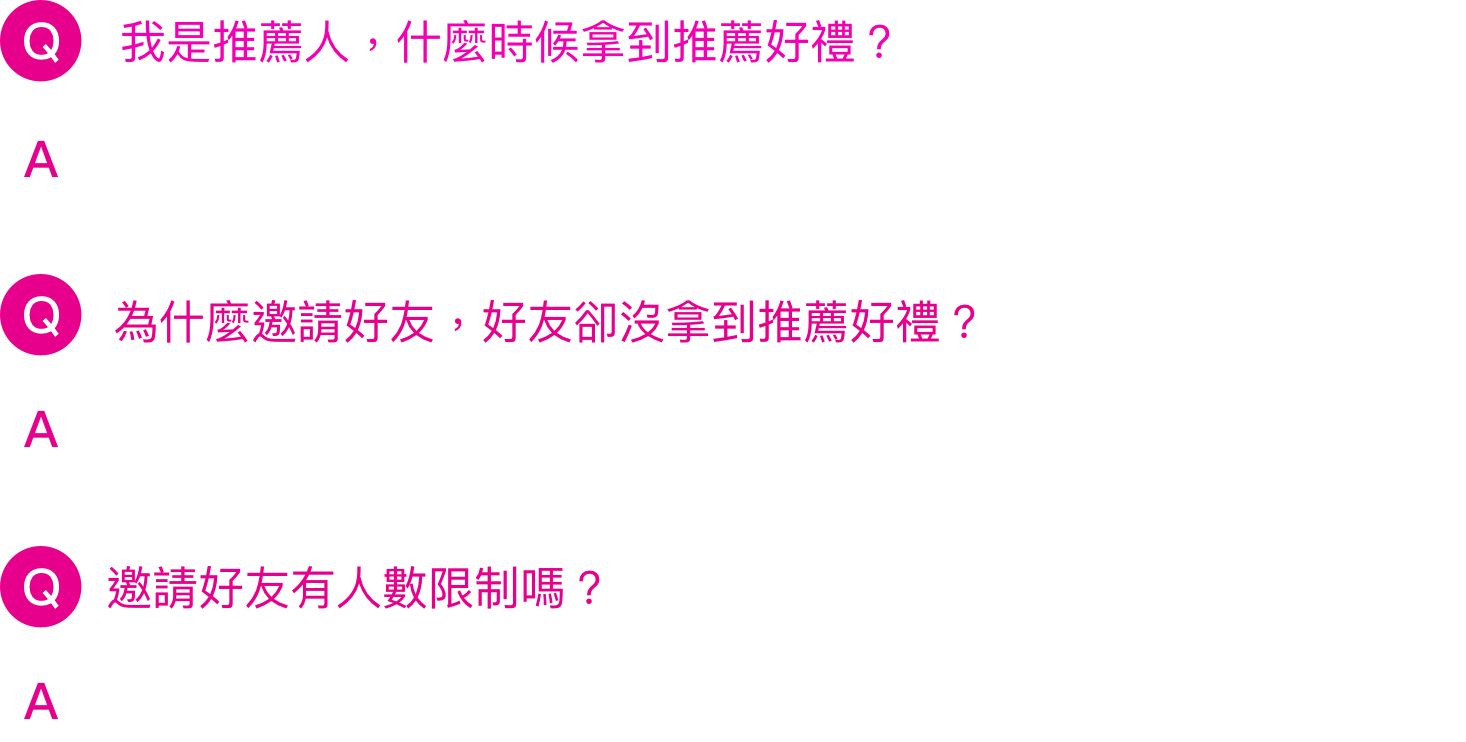 Q 我是推薦人，什麼時候拿到推薦好禮？
A
Q 為什麼邀請好友，好友卻沒拿到推薦好禮？
A
Q 邀請好友有人數限制嗎？
A